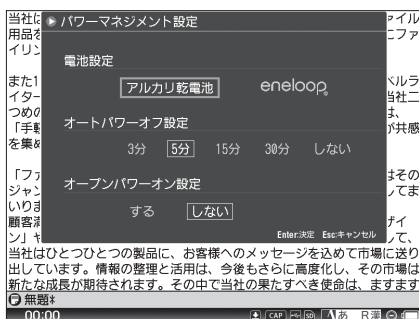 当社に
▶ パワーマネジメント設定
ァイル
用品を
にファ
イリン
電池設定
また1
ベルラ
イター
アルカリ乾電池 eneloop®
当社二
つめの
は、
「手軽
オートパワーオフ設定
が共感
を集め
3分 5分 15分 30分 しない
「ファ
はその
ジャン
オープンパワーオン設定
してま
いりま
顧客満
する しない
ザイ
ン」も
Enter:決定 Esc:キャンセル
して、
当社はひとつひとつの製品に、お客様へのメッセージを込めて市場に送り
出しています。情報の整理と活用は、今後もさらに高度化し、その市場は
新たな成長が期待されます。その中で当社の果たすべき使命は、ますます
無題*
00:00 CAP SD あ R漢